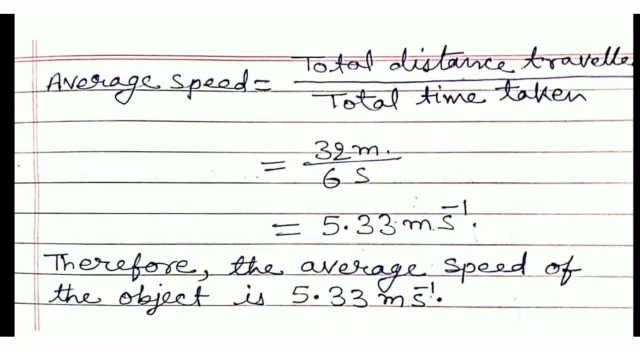 Average speed = Total distance travelle
Total time taken
= 32m.
6 s
= 5.33 m s⁻¹.
Therefore, the average speed of
the object is 5.33 m s⁻¹.